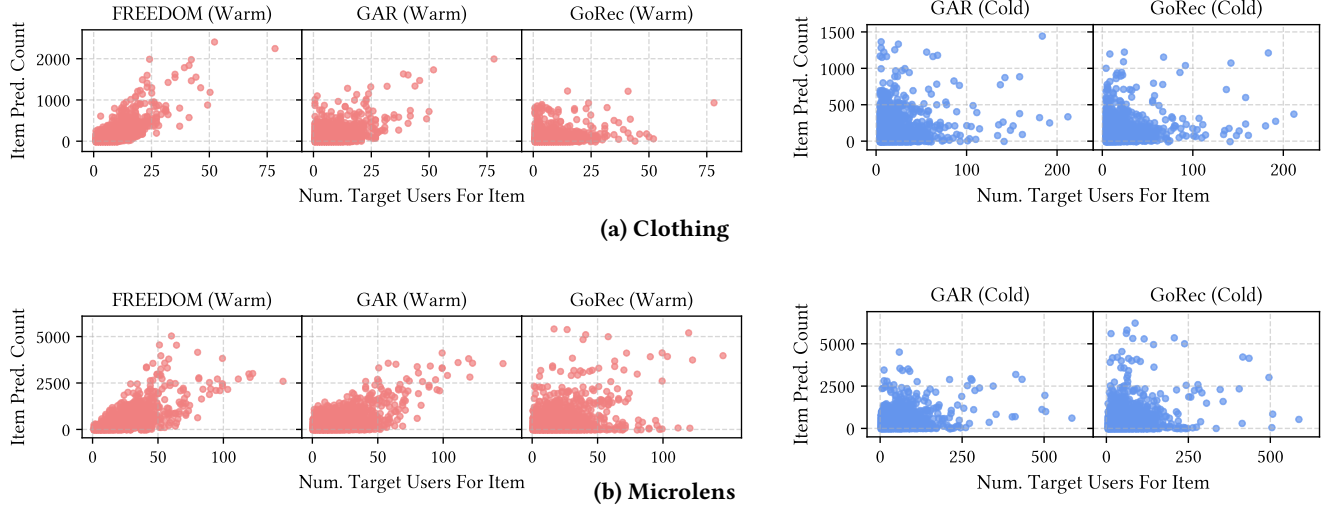 FREEDOM (Warm) GAR (Warm) GoRec (Warm) GAR (Cold) GoRec (Cold)
Item Pred. Count
2000
1000
0
0 25 50 75 0 25 50 75 0 25 50 75
Num. Target Users For Item
Item Pred. Count
1500
1000
500
0
0 100 200 0 100 200
Num. Target Users For Item
(a) Clothing
FREEDOM (Warm) GAR (Warm) GoRec (Warm) GAR (Cold) GoRec (Cold)
Item Pred. Count
5000
2500
0
0 50 100 0 50 100 0 50 100
Num. Target Users For Item
Item Pred. Count
5000
2500
0
0 250 500 0 250 500
Num. Target Users For Item
(b) Microlens